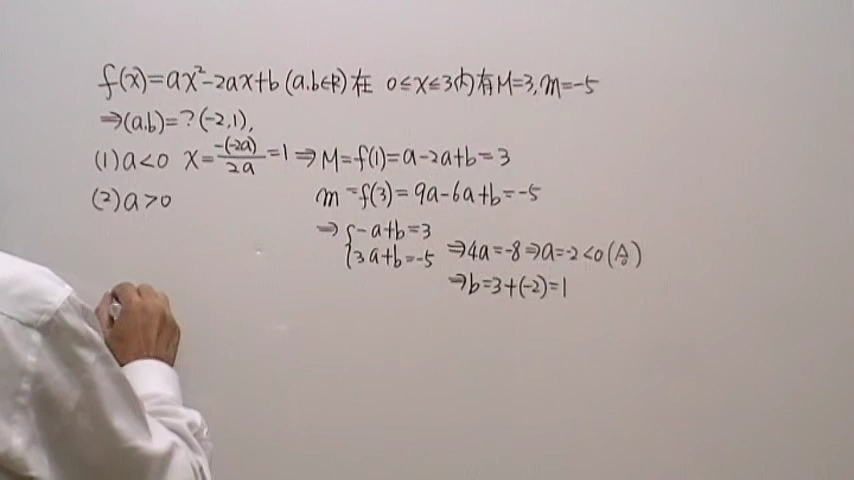 f(x)=ax²-2ax+b (a.b∈R) 在 0≤x≤3內有M=3, m=-5
⇒(a.b)=? (-2,1),
(1) a<0 x=-(-2a)/2a=1 ⇒ M=f(1)=a-2a+b=3
(2) a>0 m=f(3)=9a-6a+b=-5
⇒ { -a+b=3
3a+b=-5 ⇒4a=-8⇒a=-2<0(合)
⇒b=3+(-2)=1